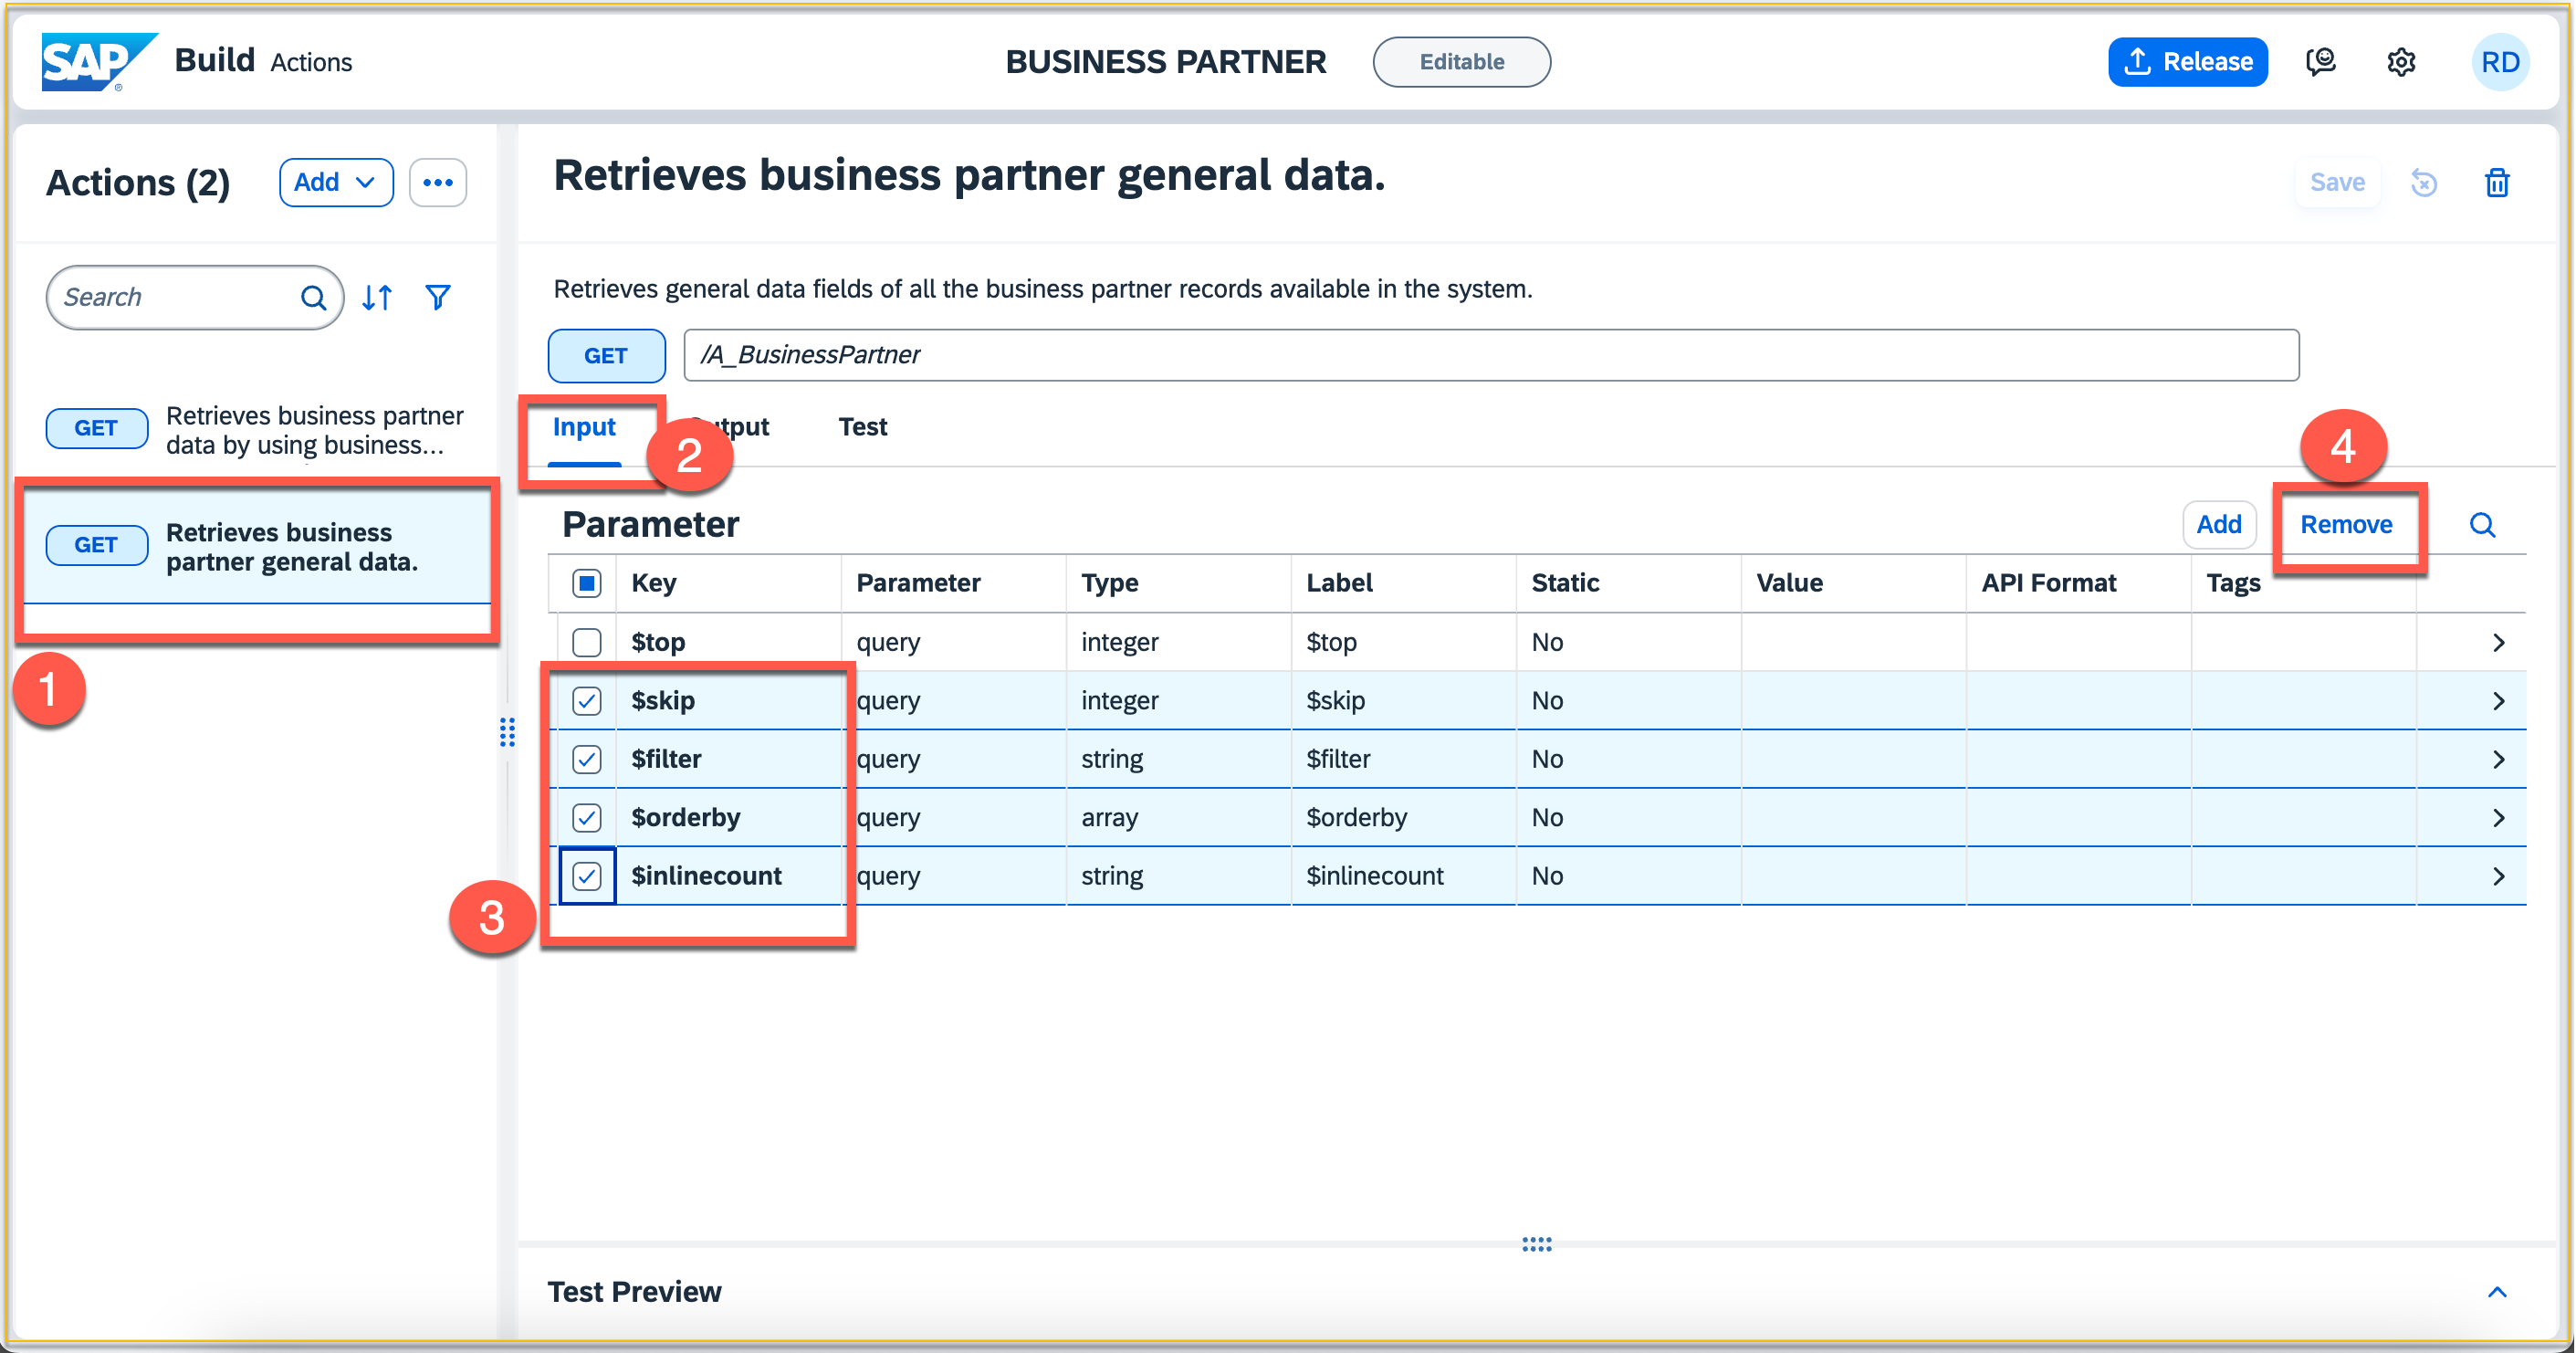 SAP ® Build Actions BUSINESS PARTNER Editable Release RD
Actions (2) Add ...
Search
GET Retrieves business partner
data by using business...
GET Retrieves business
partner general data.
1
Retrieves business partner general data.
Save
Retrieves general data fields of all the business partner records available in the system.
GET /A_BusinessPartner
Input 2 utput Test
4
Parameter Add Remove
Key Parameter Type Label Static Value API Format Tags
$top query integer $top No
$skip query integer $skip No
$filter query string $filter No
$orderby query array $orderby No
$inlinecount query string $inlinecount No
3
Test Preview